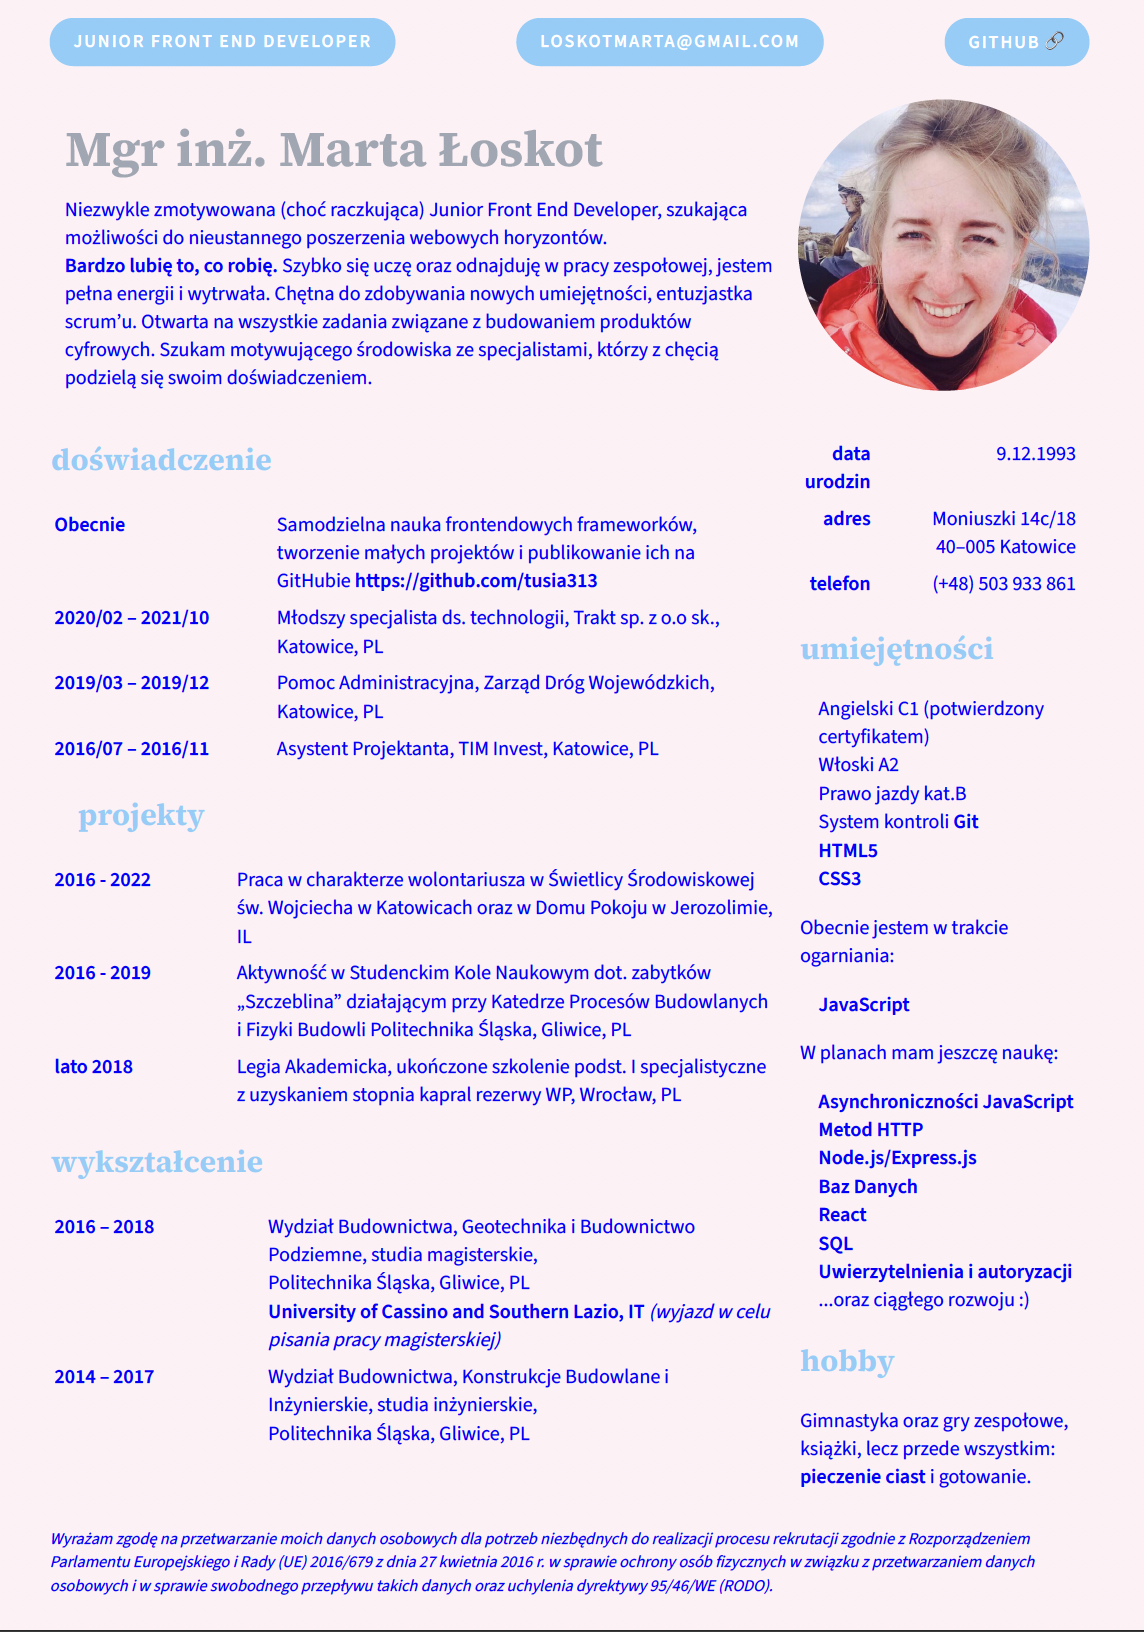 JUNIOR FRONT END DEVELOPER
LOSKOTMARTA@GMAIL.COM
GITHUB 🔗
Mgr inż. Marta Łoskot
Niezwykle zmotywowana (choć raczkująca) Junior Front End Developer, szukająca
możliwości do nieustannego poszerzenia webowych horyzontów.
Bardzo lubię to, co robię. Szybko się uczę oraz odnajduję w pracy zespołowej, jestem
pełna energii i wytrwała. Chętna do zdobywania nowych umiejętności, entuzjastka
scrum’u. Otwarta na wszystkie zadania związane z budowaniem produktów
cyfrowych. Szukam motywującego środowiska ze specjalistami, którzy z chęcią
podzielą się swoim doświadczeniem.
doświadczenie
Obecnie
Samodzielna nauka frontendowych frameworków,
tworzenie małych projektów i publikowanie ich na
GitHubie https://github.com/tusia313
2020/02 – 2021/10
Młodszy specjalista ds. technologii, Trakt sp. z o.o sk.,
Katowice, PL
2019/03 – 2019/12
Pomoc Administracyjna, Zarząd Dróg Wojewódzkich,
Katowice, PL
2016/07 – 2016/11
Asystent Projektanta, TIM Invest, Katowice, PL
projekty
2016 - 2022
Praca w charakterze wolontariusza w Świetlicy Środowiskowej
św. Wojciecha w Katowicach oraz w Domu Pokoju w Jerozolimie,
IL
2016 - 2019
Aktywność w Studenckim Kole Naukowym dot. zabytków
„Szczeblina” działającym przy Katedrze Procesów Budowlanych
i Fizyki Budowli Politechnika Śląska, Gliwice, PL
lato 2018
Legia Akademicka, ukończone szkolenie podst. I specjalistyczne
z uzyskaniem stopnia kapral rezerwy WP, Wrocław, PL
wykształcenie
2016 – 2018
Wydział Budownictwa, Geotechnika i Budownictwo
Podziemne, studia magisterskie,
Politechnika Śląska, Gliwice, PL
University of Cassino and Southern Lazio, IT (wyjazd w celu
pisania pracy magisterskiej)
2014 – 2017
Wydział Budownictwa, Konstrukcje Budowlane i
Inżynierskie, studia inżynierskie,
Politechnika Śląska, Gliwice, PL
data
urodzin
9.12.1993
adres
Moniuszki 14c/18
40–005 Katowice
telefon
(+48) 503 933 861
umiejętności
Angielski C1 (potwierdzony
certyfikatem)
Włoski A2
Prawo jazdy kat.B
System kontroli Git
HTML5
CSS3
Obecnie jestem w trakcie
ogarniania:
JavaScript
W planach mam jeszczę naukę:
Asynchroniczności JavaScript
Metod HTTP
Node.js/Express.js
Baz Danych
React
SQL
Uwierzytelnienia i autoryzacji
...oraz ciągłego rozwoju :)
hobby
Gimnastyka oraz gry zespołowe,
książki, lecz przede wszystkim:
pieczenie ciast i gotowanie.
Wyrażam zgodę na przetwarzanie moich danych osobowych dla potrzeb niezbędnych do realizacji procesu rekrutacji zgodnie z Rozporządzeniem
Parlamentu Europejskiego i Rady (UE) 2016/679 z dnia 27 kwietnia 2016 r. w sprawie ochrony osób fizycznych w związku z przetwarzaniem danych
osobowych i w sprawie swobodnego przepływu takich danych oraz uchylenia dyrektywy 95/46/WE (RODO).